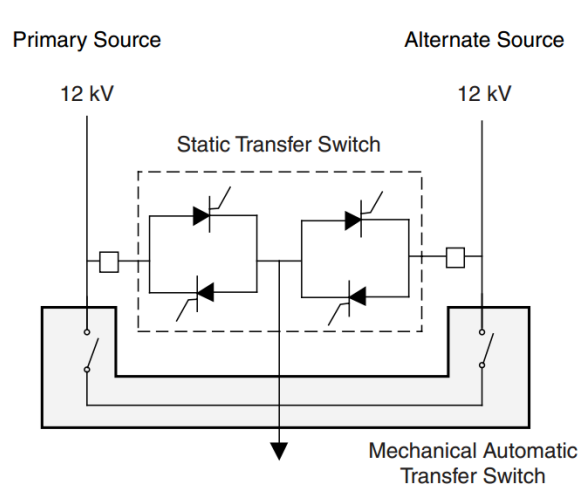 Primary Source
Alternate Source
12 kV
12 kV
Static Transfer Switch
Mechanical Automatic
Transfer Switch